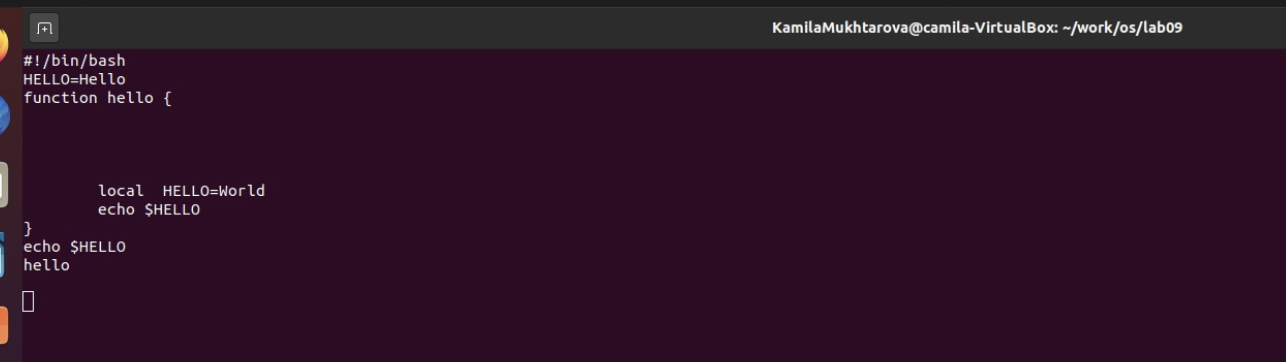 KamilaMukhtarova@camila-VirtualBox: ~/work/os/lab09
#!/bin/bash
HELLO=Hello
function hello {
        local  HELLO=World
        echo $HELLO
}
echo $HELLO
hello